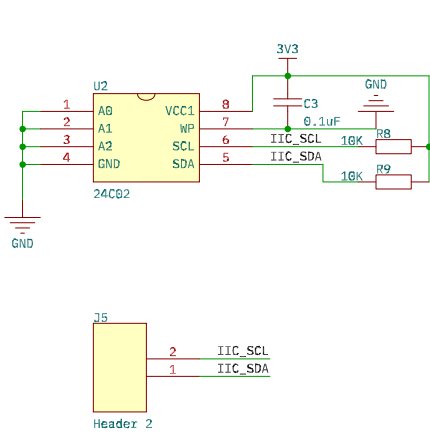 3V3
U2
GND
1 A0 VCC1 8
C3
2 A1 WP 7
0.1uF
3 A2 SCL 6 IIC_SCL 10K R8
4 GND SDA 5 IIC_SDA 10K R9
24C02
GND
J5
2 IIC_SCL
1 IIC_SDA
Header 2